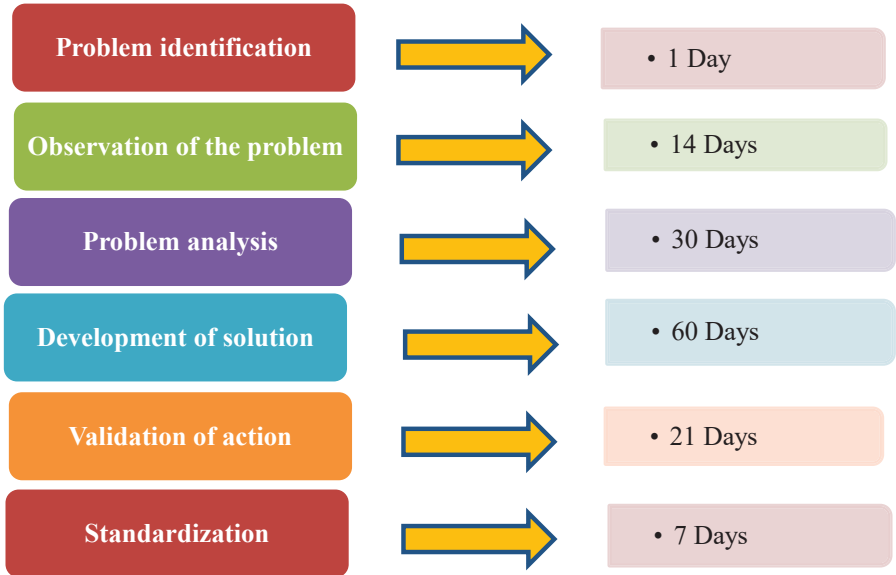 Problem identification
• 1 Day
Observation of the problem
• 14 Days
Problem analysis
• 30 Days
Development of solution
• 60 Days
Validation of action
• 21 Days
Standardization
• 7 Days